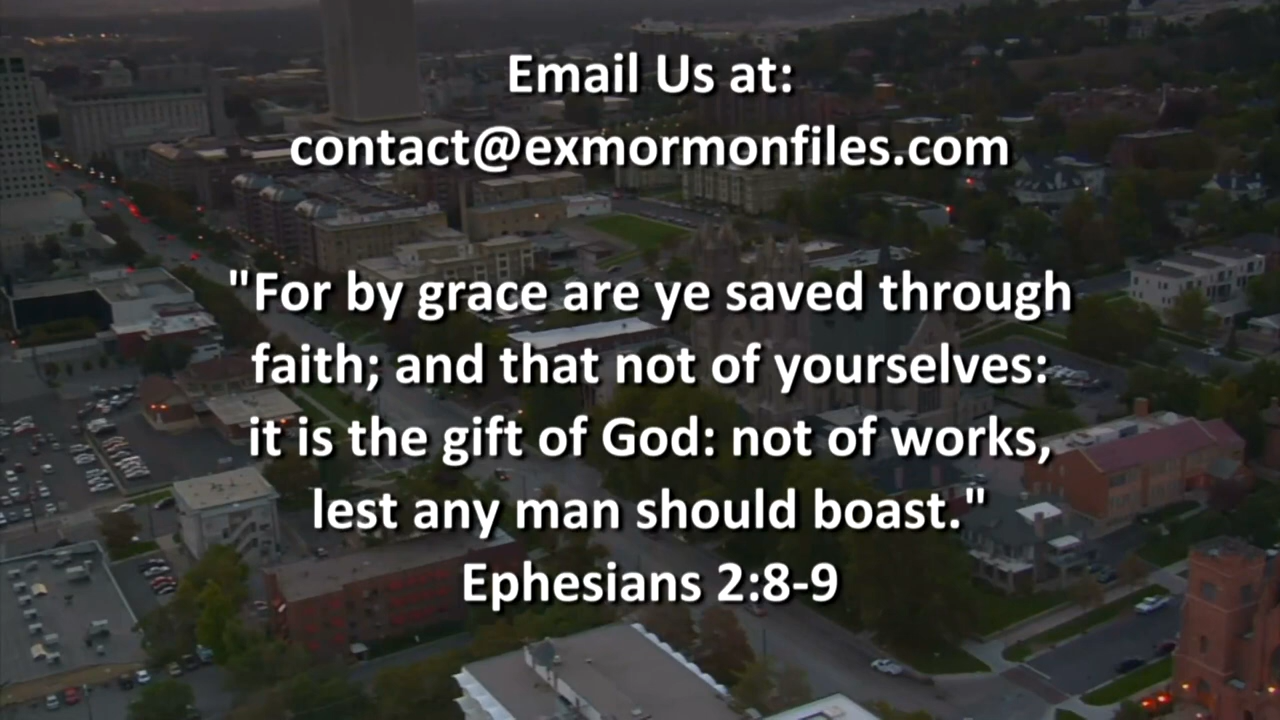 Email Us at:
contact@exmormonfiles.com
"For by grace are ye saved through
faith; and that not of yourselves:
it is the gift of God: not of works,
lest any man should boast."
Ephesians 2:8-9